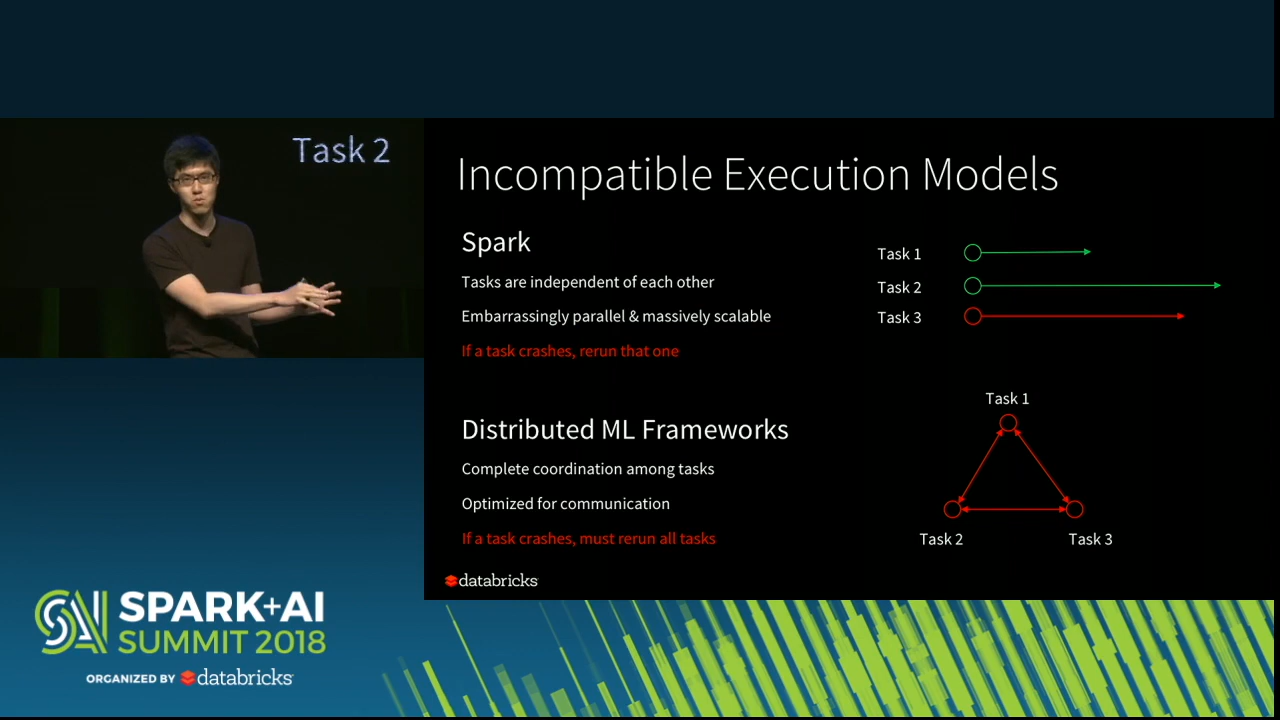 Task 2
Incompatible Execution Models
Spark
Tasks are independent of each other
Embarrassingly parallel & massively scalable
If a task crashes, rerun that one
Task 1
Task 2
Task 3
Distributed ML Frameworks
Complete coordination among tasks
Optimized for communication
If a task crashes, must rerun all tasks
Task 1
Task 2
Task 3
databricks
SAI
SPARK+AI
SUMMIT 2018
ORGANIZED BY databricks